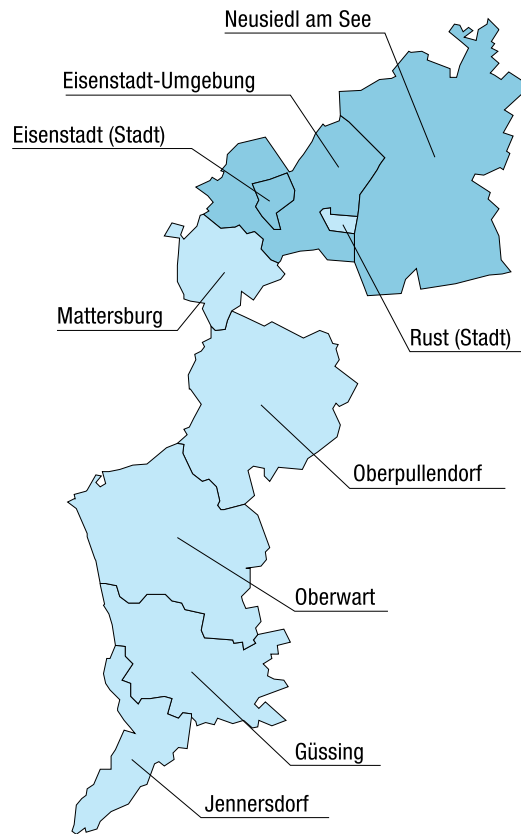 Neusiedl am See
Eisenstadt-Umgebung
Eisenstadt (Stadt)
Mattersburg
Rust (Stadt)
Oberpullendorf
Oberwart
Güssing
Jennersdorf